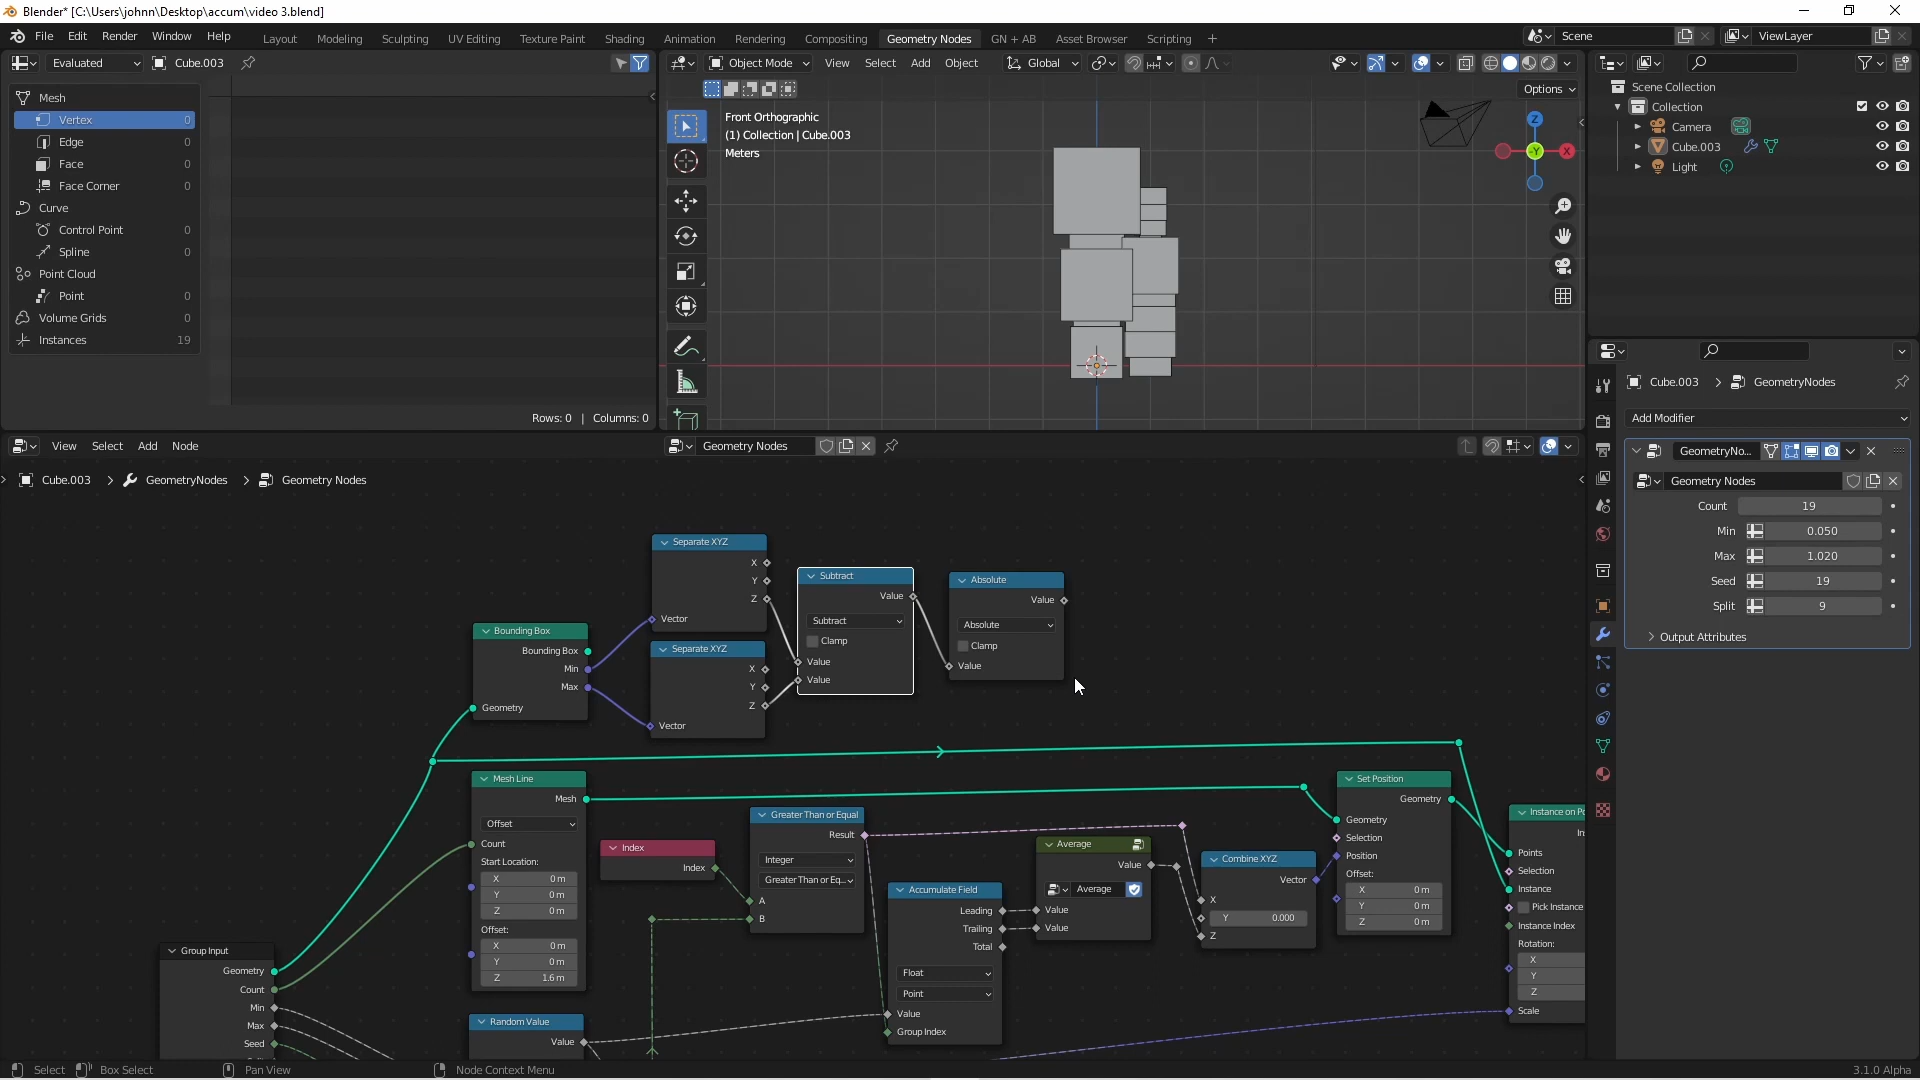 Blender* [C:\Users\johnn\Desktop\accum\video 3.blend]
File Edit Render Window Help Layout Modeling Sculpting UV Editing Texture Paint Shading Animation Rendering Compositing Geometry Nodes GN + AB Asset Browser Scripting + Scene ViewLayer
Evaluated Cube.003
Mesh
Vertex 0
Edge 0
Face 0
Face Corner 0
Curve
Control Point 0
Spline 0
Point Cloud
Point 0
Volume Grids 0
Instances 19
Rows: 0 | Columns: 0
Object Mode View Select Add Object Global
Options
Front Orthographic
(1) Collection | Cube.003
Meters
Z
-Y
X
Scene Collection
Collection
Camera
Cube.003
Light
Cube.003 > GeometryNodes
Add Modifier
GeometryNo...
Geometry Nodes
Count 19
Min 0.050
Max 1.020
Seed 19
Split 9
Output Attributes
View Select Add Node Geometry Nodes
Cube.003 > GeometryNodes > Geometry Nodes
Separate XYZ
X
Y
Z
Vector
Subtract
Value
Subtract
Clamp
Value
Value
Absolute
Value
Absolute
Clamp
Value
Bounding Box
Bounding Box
Min
Max
Geometry
Separate XYZ
X
Y
Z
Vector
Mesh Line
Mesh
Offset
Count
Start Location:
X 0 m
Y 0 m
Z 0 m
Offset:
X 0 m
Y 0 m
Z 1.6 m
Index
Index
Greater Than or Equal
Result
Integer
Greater Than or Eq..
A
B
Accumulate Field
Leading
Trailing
Total
Float
Point
Value
Group Index
Average
Value
Average
Value
Value
Combine XYZ
Vector
X
Y 0.000
Z
Set Position
Geometry
Geometry
Selection
Position
Offset:
X 0 m
Y 0 m
Z 0 m
Instance on Po
In
Points
Selection
Instance
Pick Instance
Instance Index
Rotation:
X
Y
Z
Scale
Group Input
Geometry
Count
Min
Max
Seed
Random Value
Value
Select Box Select Pan View Node Context Menu 3.1.0 Alpha